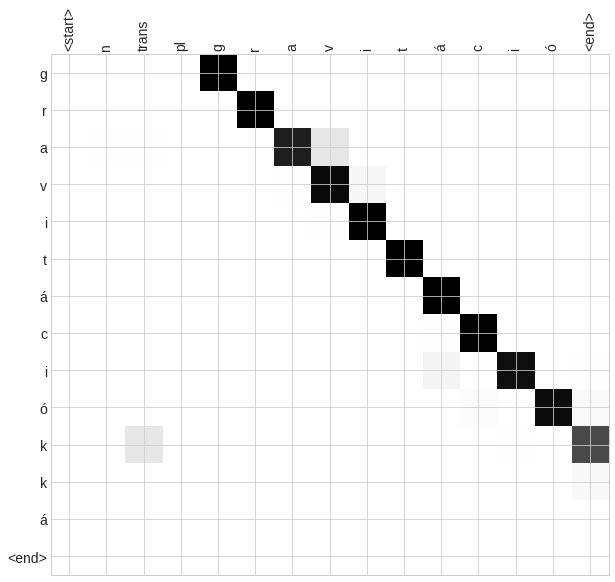 <start> n trans pl g r a v i t á c i ó <end>
g
r
a
v
i
t
á
c
i
ó
k
k
á
<end>